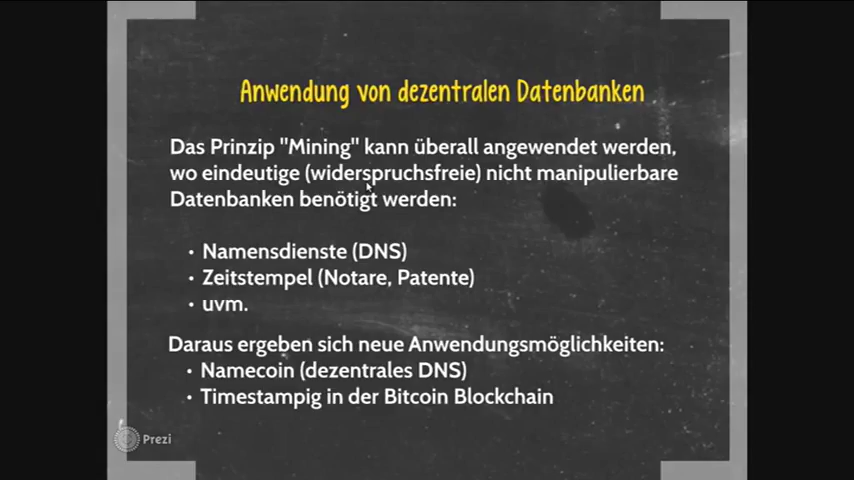 Anwendung von dezentralen Datenbanken
Das Prinzip "Mining" kann überall angewendet werden,
wo eindeutige (widerspruchsfreie) nicht manipulierbare
Datenbanken benötigt werden:
• Namensdienste (DNS)
• Zeitstempel (Notare, Patente)
• uvm.
Daraus ergeben sich neue Anwendungsmöglichkeiten:
• Namecoin (dezentrales DNS)
• Timestampig in der Bitcoin Blockchain
Prezi